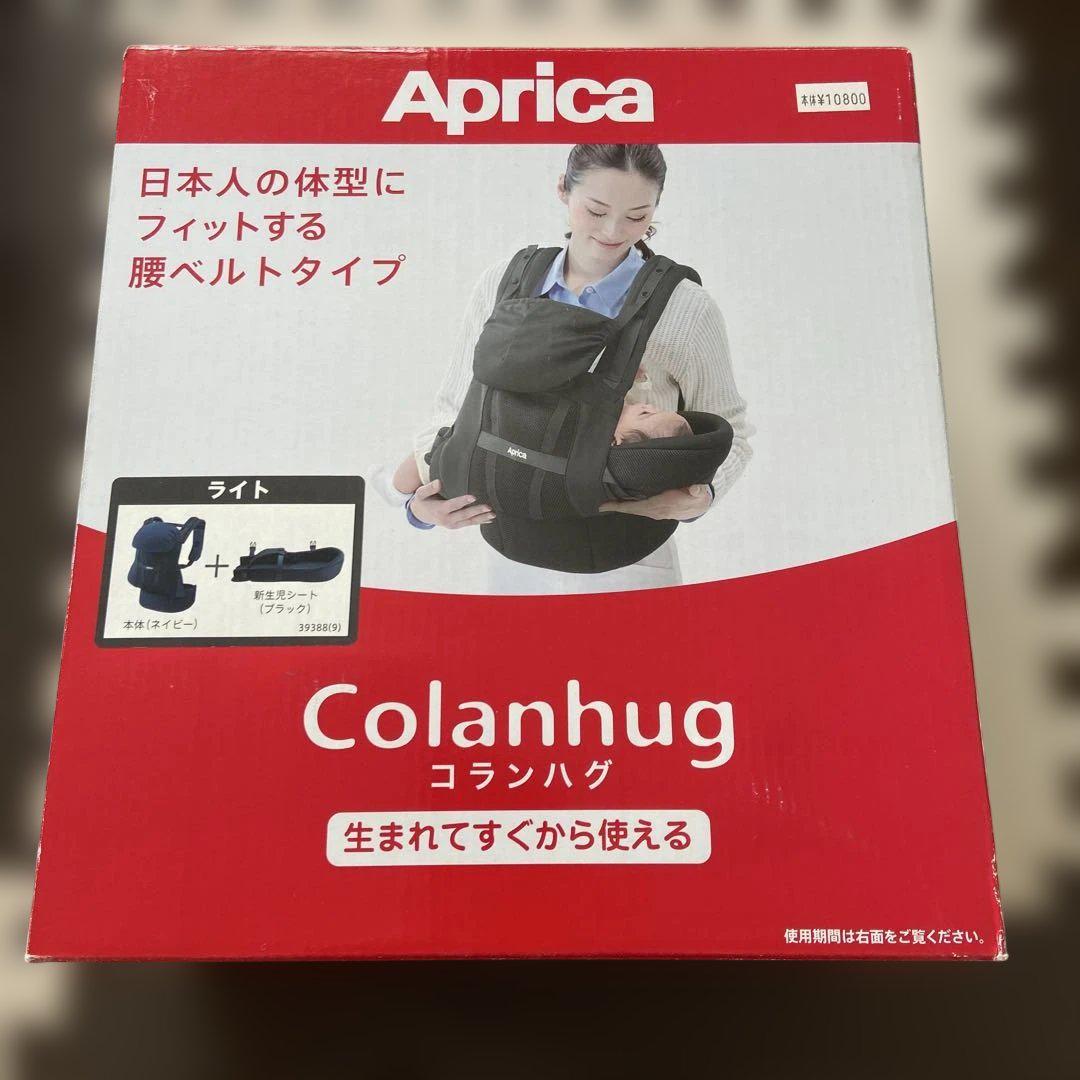 Aprica
本体¥10800
日本人の体型に
フィットする
腰ベルトタイプ
Aprica
ライト
+
新生児シート
(ブラック)
本体(ネイビー)
39388(9)
Colanhug
コランハグ
生まれてすぐから使える
使用期間は右面をご覧ください。